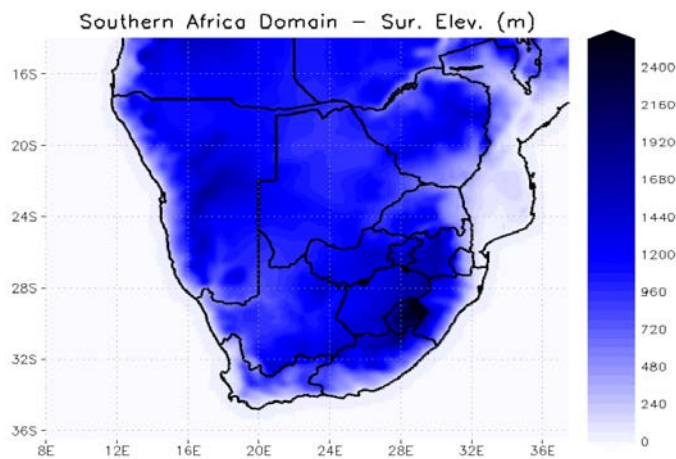 Southern Africa Domain – Sur. Elev. (m)
16S
20S
24S
28S
32S
36S
8E 12E 16E 20E 24E 28E 32E 36E
2400
2160
1920
1680
1440
1200
960
720
480
240
0